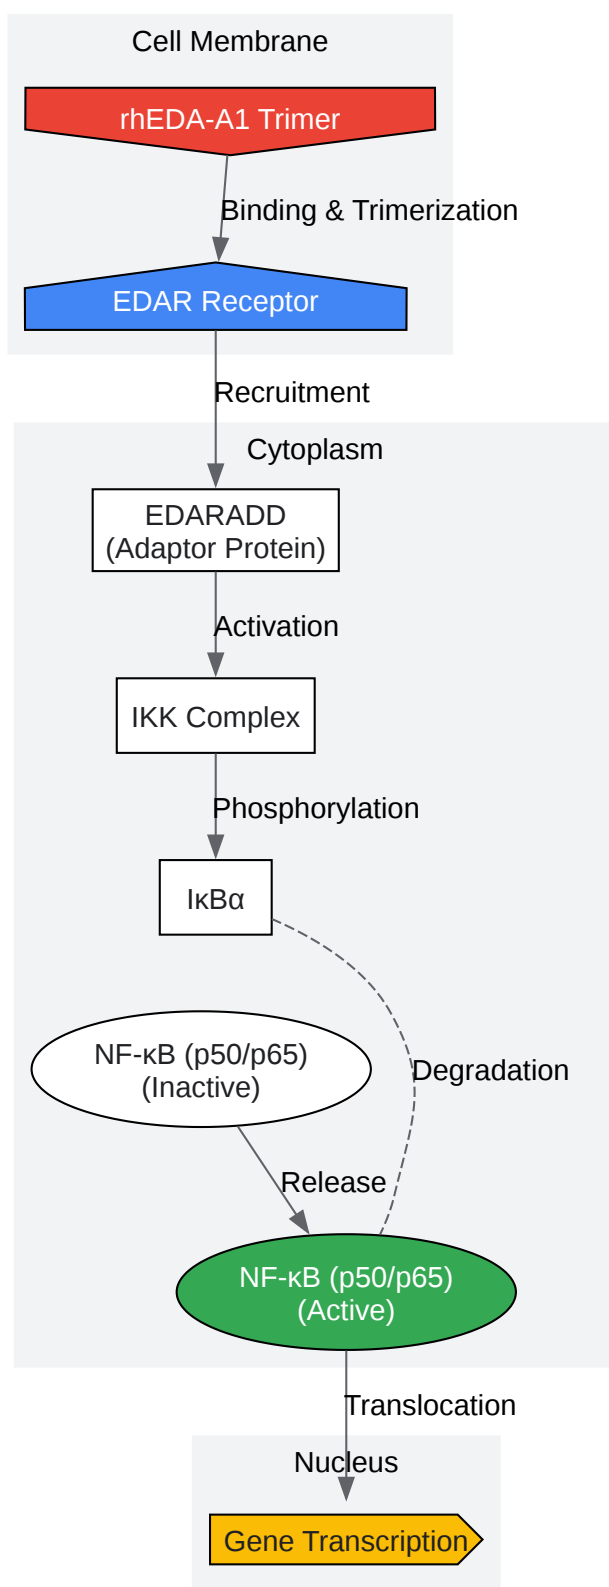 Cell Membrane
rhEDA-A1 Trimer
Binding & Trimerization
EDAR Receptor
Recruitment
Cytoplasm
EDARADD
(Adaptor Protein)
Activation
IKK Complex
Phosphorylation
IκBα
NF-κB (p50/p65)
(Inactive)
Degradation
Release
NF-κB (p50/p65)
(Active)
Translocation
Nucleus
Gene Transcription